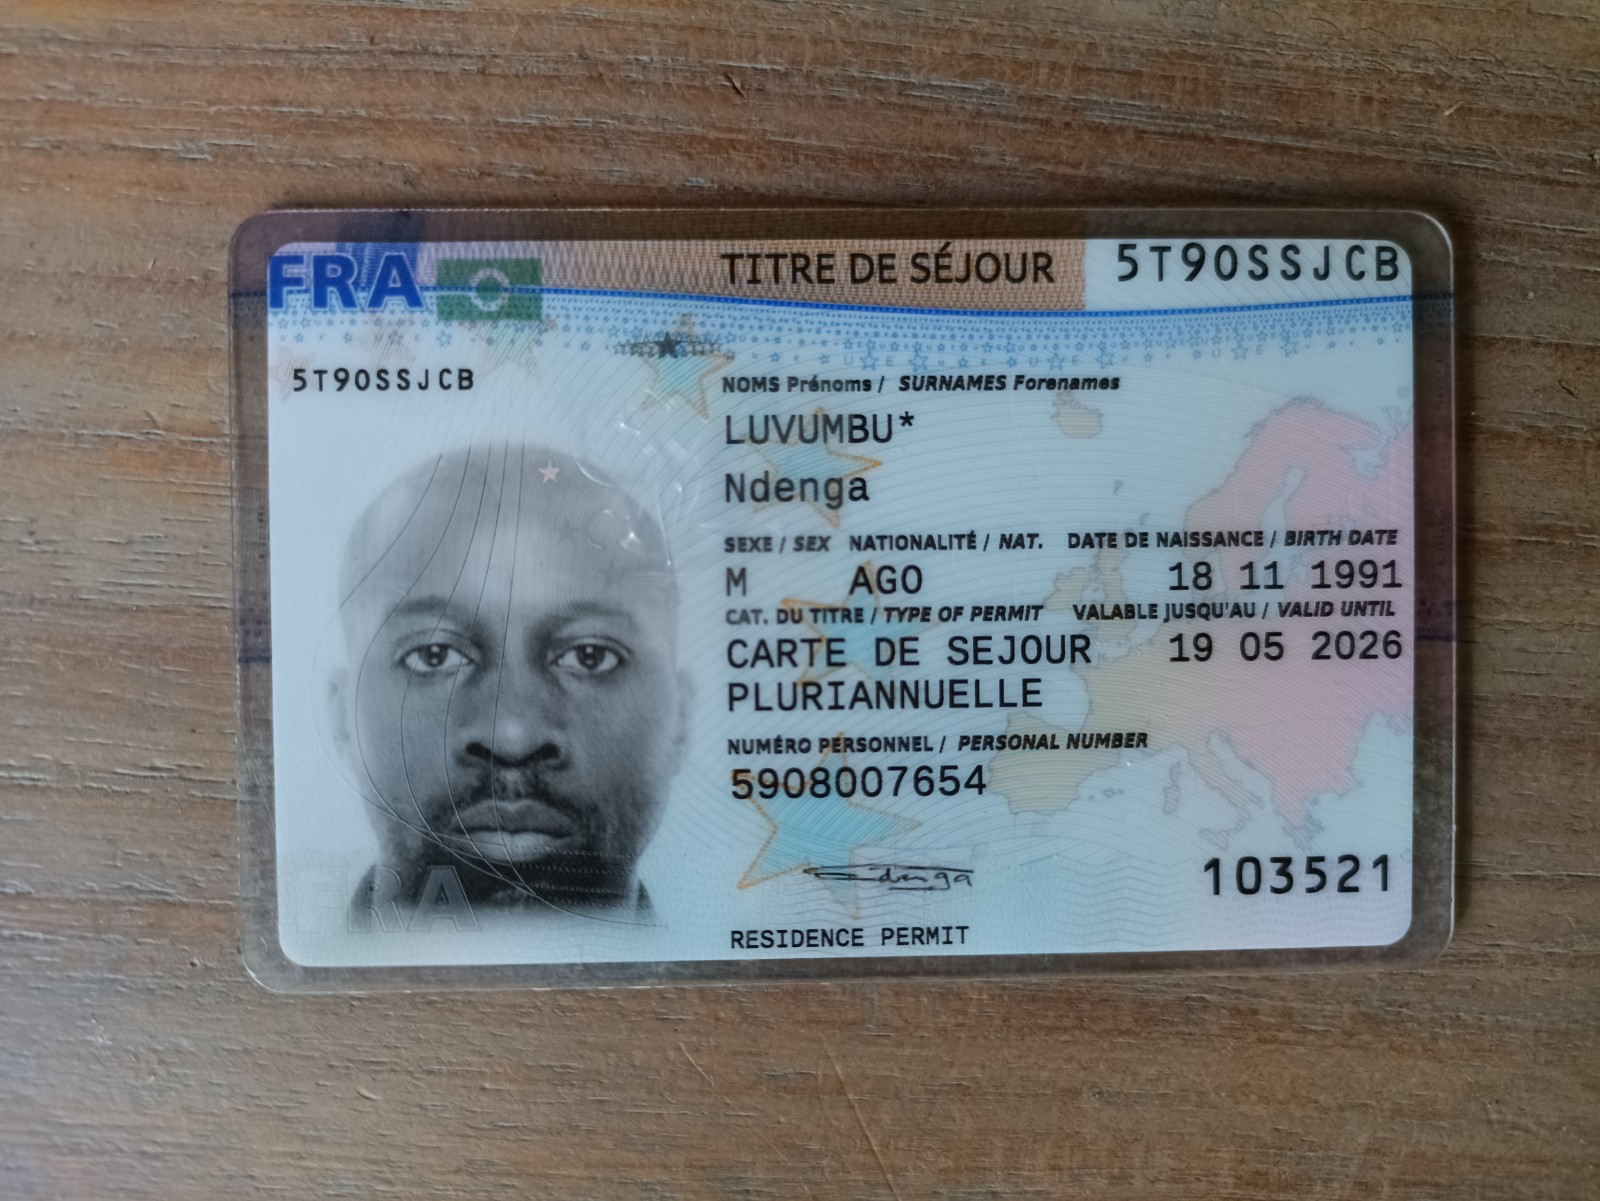 FRA TITRE DE SÉJOUR 5T90SSJCB
5T90SSJCB
NOMS Prénoms / SURNAMES Forenames
LUVUMBU*
Ndenga
SEXE / SEX NATIONALITÉ / NAT. DATE DE NAISSANCE / BIRTH DATE
M AGO 18 11 1991
CAT. DU TITRE / TYPE OF PERMIT VALABLE JUSQU'AU / VALID UNTIL
CARTE DE SEJOUR 19 05 2026
PLURIANNUELLE
NUMÉRO PERSONNEL / PERSONAL NUMBER
5908007654
FRA
103521
RESIDENCE PERMIT